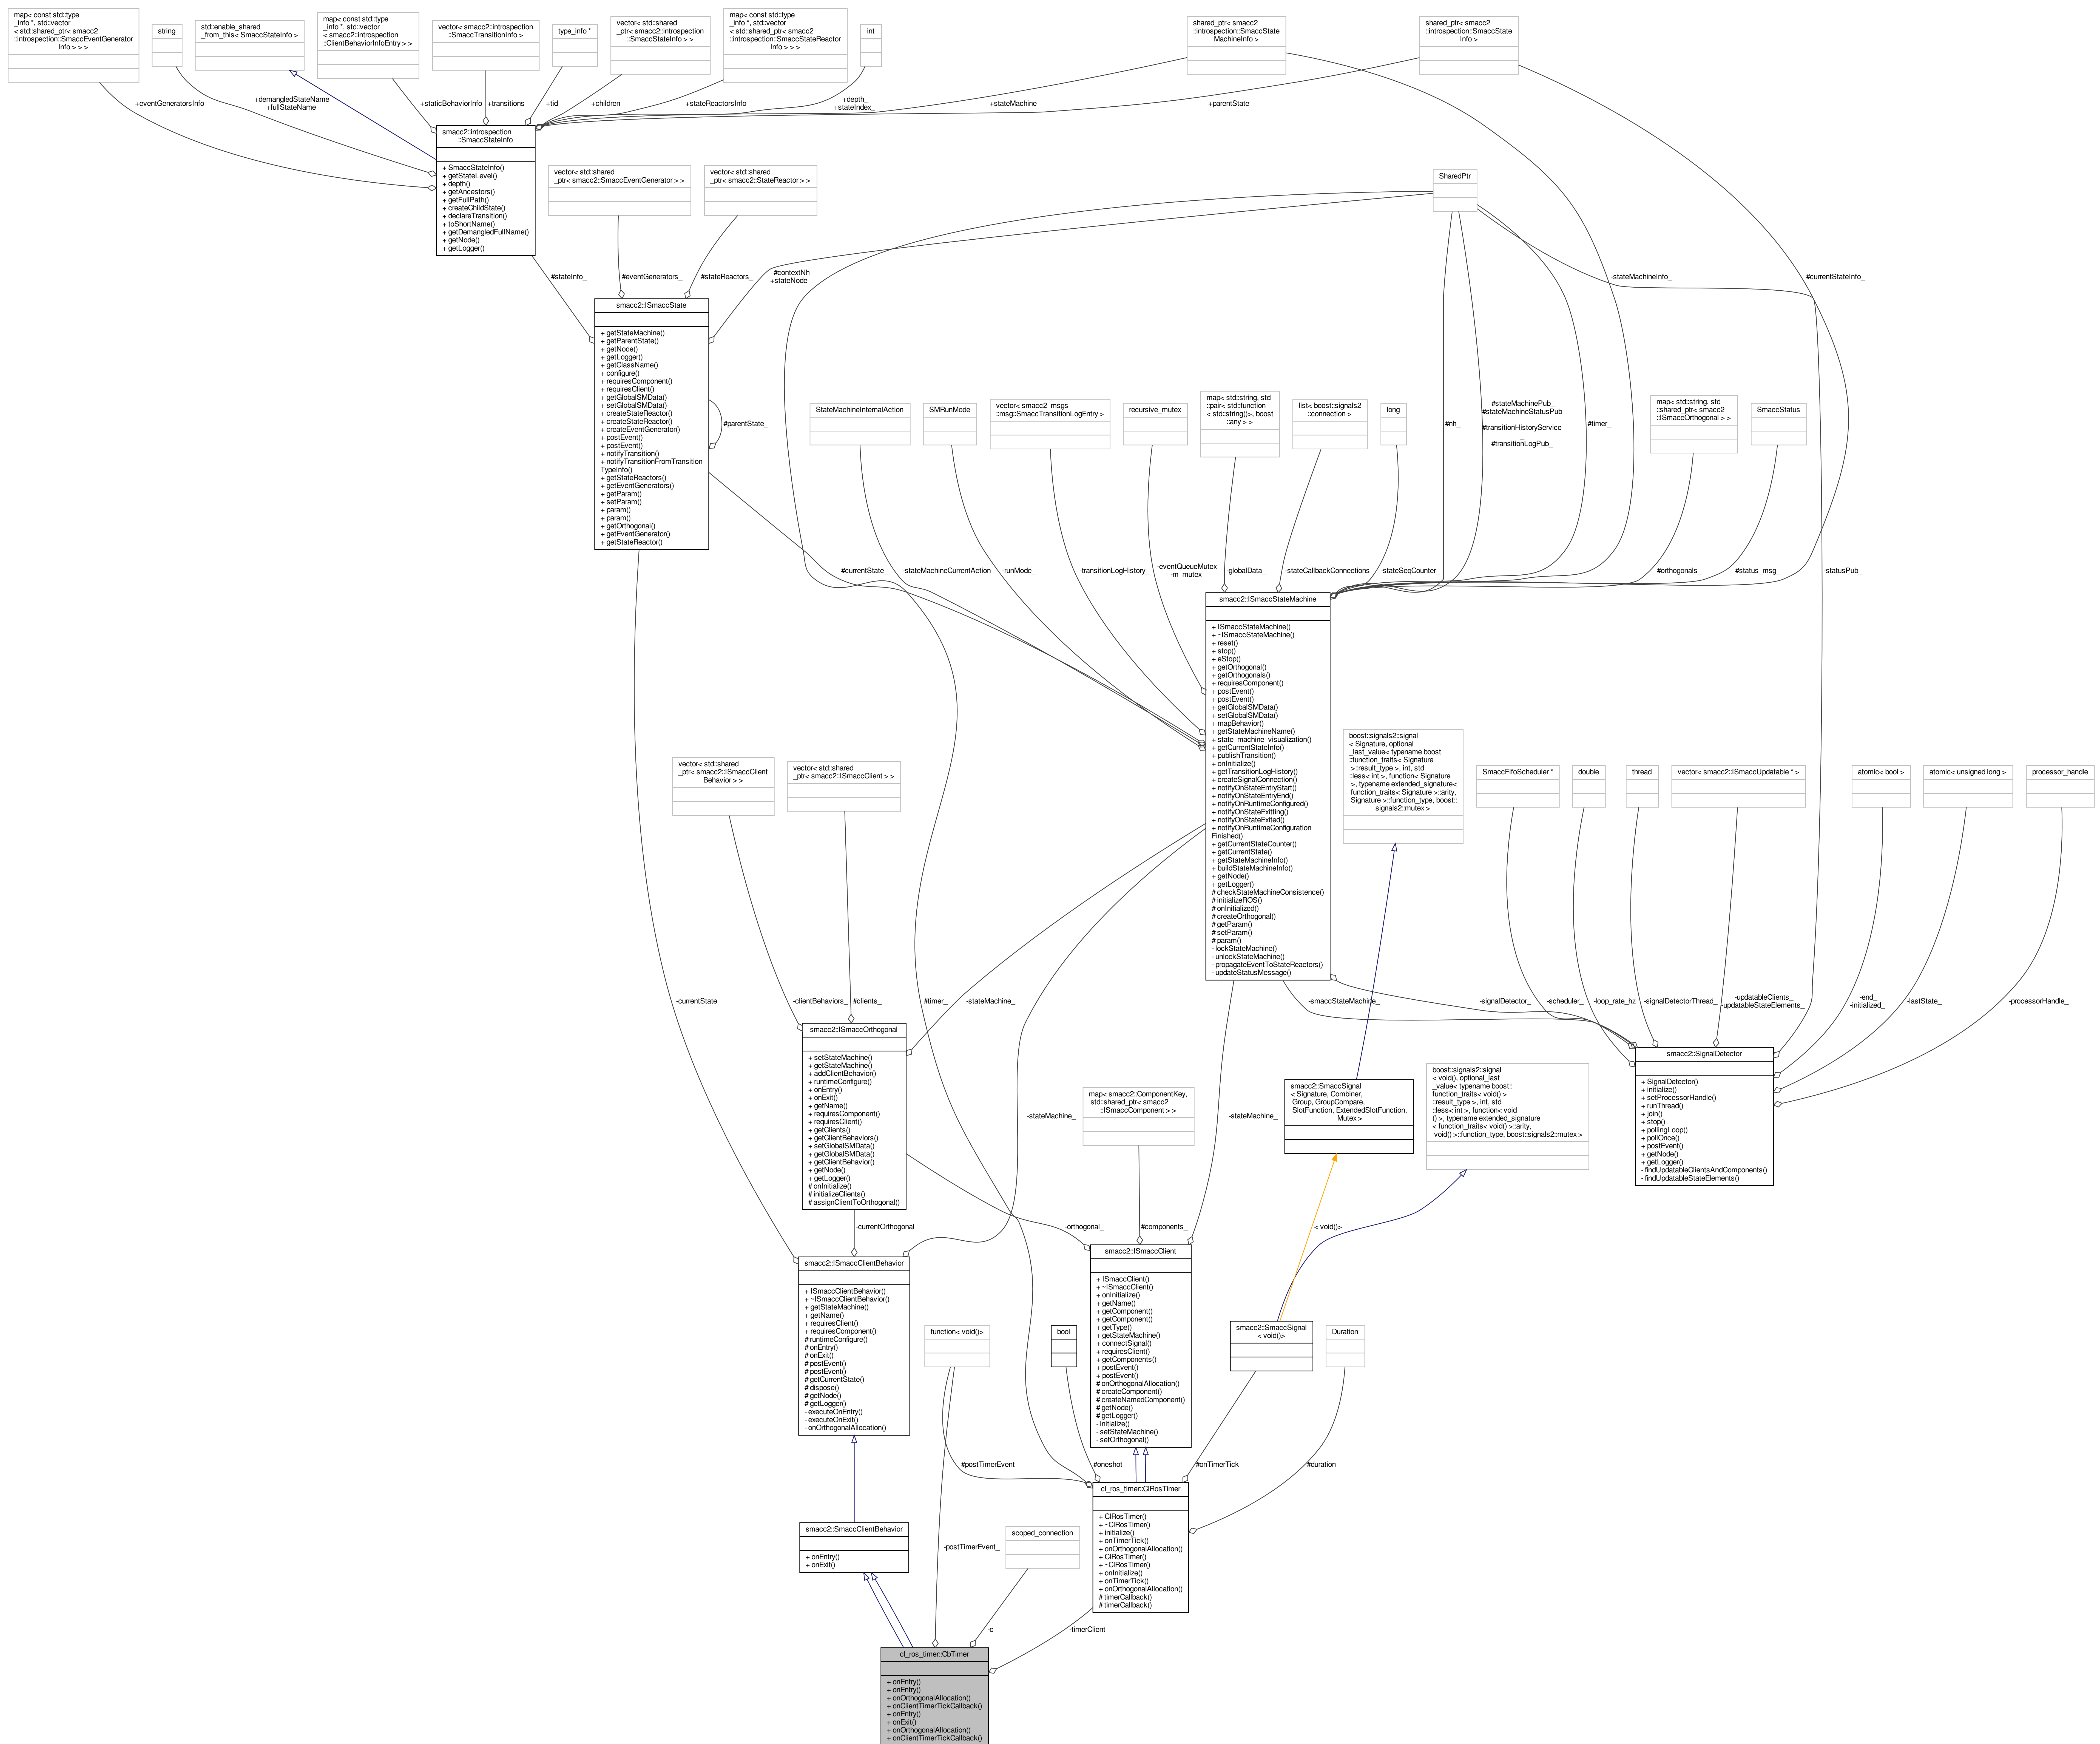 map< const std::type
_info *, std::vector
< std::shared_ptr< smacc2
::introspection::SmaccEventGenerator
Info > > >
string
std::enable_shared
_from_this< SmaccStateInfo >
map< const std::type
_info *, std::vector
< smacc2::introspection
::ClientBehaviorInfoEntry > >
vector< smacc2::introspection
::SmaccTransitionInfo >
type_info *
vector< std::shared
_ptr< smacc2::introspection
::SmaccStateInfo > >
map< const std::type
_info *, std::vector
< std::shared_ptr< smacc2
::introspection::SmaccStateReactor
Info > > >
int
shared_ptr< smacc2
::introspection::SmaccState
MachineInfo >
shared_ptr< smacc2
::introspection::SmaccState
Info >
+eventGeneratorsInfo
+demangledStateName
+fullStateName
+staticBehaviorInfo
+transitions_
+tid_
+children_
+stateReactorsInfo
+depth_
+stateIndex_
+stateMachine_
+parentState_
smacc2::introspection
::SmaccStateInfo
+ SmaccStateInfo()
+ getStateLevel()
+ depth()
+ getAncestors()
+ getFullPath()
+ createChildState()
+ declareTransition()
+ toShortName()
+ getDemangledFullName()
+ getNode()
+ getLogger()
vector< std::shared
_ptr< smacc2::SmaccEventGenerator > >
vector< std::shared
_ptr< smacc2::StateReactor > >
SharedPtr
#stateInfo_
#eventGenerators_
#stateReactors_
#contextNh
+stateNode_
-stateMachineInfo_
#currentStateInfo_
smacc2::ISmaccState
+ getStateMachine()
+ getParentState()
+ getNode()
+ getLogger()
+ getClassName()
+ configure()
+ requiresComponent()
+ requiresClient()
+ getGlobalSMData()
+ setGlobalSMData()
+ createStateReactor()
+ createStateReactor()
+ createEventGenerator()
+ postEvent()
+ postEvent()
+ notifyTransition()
+ notifyTransitionFromTransition
TypeInfo()
+ getStateReactors()
+ getEventGenerators()
+ getParam()
+ setParam()
+ param()
+ param()
+ getOrthogonal()
+ getEventGenerator()
+ getStateReactor()
#parentState_
StateMachineInternalAction
SMRunMode
vector< smacc2_msgs
::msg::SmaccTransitionLogEntry >
recursive_mutex
map< std::string, std
::pair< std::function
< std::string()>, boost
::any > >
list< boost::signals2
::connection >
long
#nh_
#stateMachinePub_
#stateMachineStatusPub
_
#transitionHistoryService
_
#transitionLogPub_
#timer_
map< std::string, std
::shared_ptr< smacc2
::ISmaccOrthogonal > >
SmaccStatus
#currentState_
-stateMachineCurrentAction
-runMode_
-transitionLogHistory_
-eventQueueMutex_
-m_mutex_
-globalData_
-stateCallbackConnections
-stateSeqCounter_
#orthogonals_
#status_msg_
-statusPub_
smacc2::ISmaccStateMachine
+ ISmaccStateMachine()
+ ~ISmaccStateMachine()
+ reset()
+ stop()
+ eStop()
+ getOrthogonal()
+ getOrthogonals()
+ requiresComponent()
+ postEvent()
+ postEvent()
+ getGlobalSMData()
+ setGlobalSMData()
+ mapBehavior()
+ getStateMachineName()
+ state_machine_visualization()
+ getCurrentStateInfo()
+ publishTransition()
+ onInitialize()
+ getTransitionLogHistory()
+ createSignalConnection()
+ notifyOnStateEntryStart()
+ notifyOnStateEntryEnd()
+ notifyOnRuntimeConfigured()
+ notifyOnStateExitting()
+ notifyOnStateExited()
+ notifyOnRuntimeConfiguration
Finished()
+ getCurrentStateCounter()
+ getCurrentState()
+ getStateMachineInfo()
+ buildStateMachineInfo()
+ getNode()
+ getLogger()
# checkStateMachineConsistence()
# initializeROS()
# onInitialized()
# createOrthogonal()
# getParam()
# setParam()
# param()
- lockStateMachine()
- unlockStateMachine()
- propagateEventToStateReactors()
- updateStatusMessage()
boost::signals2::signal
< Signature, optional
_last_value< typename boost
::function_traits< Signature
>::result_type >, int, std
::less< int >, function< Signature
>, typename extended_signature<
function_traits< Signature >::arity,
Signature >::function_type, boost::
signals2::mutex >
SmaccFifoScheduler *
double
thread
vector< smacc2::ISmaccUpdatable * >
atomic< bool >
atomic< unsigned long >
processor_handle
vector< std::shared
_ptr< smacc2::ISmaccClient
Behavior > >
vector< std::shared
_ptr< smacc2::ISmaccClient > >
-currentState
-clientBehaviors_
#clients_
#timer_
-stateMachine_
-smaccStateMachine_
-signalDetector_
-scheduler_
-loop_rate_hz
-signalDetectorThread_
-updatableClients_
-updatableStateElements_
-end_
-initialized_
-lastState_
-processorHandle_
smacc2::ISmaccOrthogonal
+ setStateMachine()
+ getStateMachine()
+ addClientBehavior()
+ runtimeConfigure()
+ onEntry()
+ onExit()
+ getName()
+ requiresComponent()
+ requiresClient()
+ getClients()
+ getClientBehaviors()
+ setGlobalSMData()
+ getGlobalSMData()
+ getClientBehavior()
+ getNode()
+ getLogger()
# onInitialize()
# initializeClients()
# assignClientToOrthogonal()
smacc2::SignalDetector
+ SignalDetector()
+ initialize()
+ setProcessorHandle()
+ runThread()
+ join()
+ stop()
+ pollingLoop()
+ pollOnce()
+ postEvent()
+ getNode()
+ getLogger()
- findUpdatableClientsAndComponents()
- findUpdatableStateElements()
-stateMachine_
map< smacc2::ComponentKey,
std::shared_ptr< smacc2
::ISmaccComponent > >
-stateMachine_
smacc2::SmaccSignal
< Signature, Combiner,
Group, GroupCompare,
SlotFunction, ExtendedSlotFunction,
Mutex >
boost::signals2::signal
< void(), optional_last
_value< typename boost::
function_traits< void() >
::result_type >, int, std
::less< int >, function< void
() >, typename extended_signature
< function_traits< void() >::arity,
void() >::function_type, boost::signals2::mutex >
-currentOrthogonal
-orthogonal_
#components_
< void()>
smacc2::ISmaccClientBehavior
+ ISmaccClientBehavior()
+ ~ISmaccClientBehavior()
+ getStateMachine()
+ getName()
+ requiresClient()
+ requiresComponent()
# runtimeConfigure()
# onEntry()
# onExit()
# postEvent()
# postEvent()
# getCurrentState()
# dispose()
# getNode()
# getLogger()
- executeOnEntry()
- executeOnExit()
- onOrthogonalAllocation()
smacc2::ISmaccClient
+ ISmaccClient()
+ ~ISmaccClient()
+ onInitialize()
+ getName()
+ getComponent()
+ getComponent()
+ getType()
+ getStateMachine()
+ connectSignal()
+ requiresClient()
+ getComponents()
+ postEvent()
+ postEvent()
# onOrthogonalAllocation()
# createComponent()
# createNamedComponent()
# getNode()
# getLogger()
- initialize()
- setStateMachine()
- setOrthogonal()
function< void()>
bool
smacc2::SmaccSignal
< void()>
Duration
#postTimerEvent_
#oneshot_
#onTimerTick_
#duration_
cl_ros_timer::ClRosTimer
+ ClRosTimer()
+ ~ClRosTimer()
+ initialize()
+ onTimerTick()
+ onOrthogonalAllocation()
+ ClRosTimer()
+ ~ClRosTimer()
+ onInitialize()
+ onTimerTick()
+ onOrthogonalAllocation()
# timerCallback()
# timerCallback()
smacc2::SmaccClientBehavior
+ onEntry()
+ onExit()
-postTimerEvent_
scoped_connection
-c_
-timerClient_
cl_ros_timer::CbTimer
+ onEntry()
+ onEntry()
+ onOrthogonalAllocation()
+ onClientTimerTickCallback()
+ onEntry()
+ onExit()
+ onOrthogonalAllocation()
+ onClientTimerTickCallback()